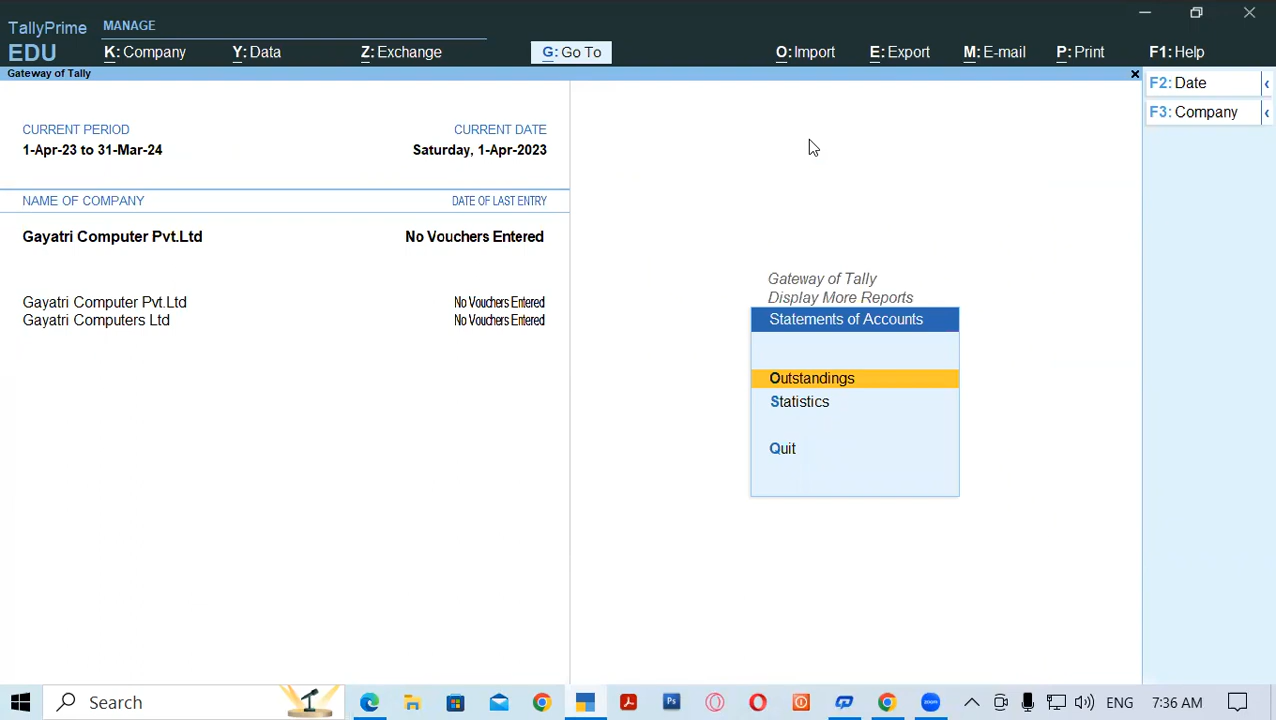 TallyPrime
MANAGE
EDU
K: Company
Y: Data
Z: Exchange
G: Go To
O: Import
E: Export
M: E-mail
P: Print
F1: Help
Gateway of Tally
F2: Date
F3: Company
CURRENT PERIOD
CURRENT DATE
1-Apr-23 to 31-Mar-24
Saturday, 1-Apr-2023
NAME OF COMPANY
DATE OF LAST ENTRY
Gayatri Computer Pvt.Ltd
No Vouchers Entered
Gayatri Computer Pvt.Ltd
No Vouchers Entered
Gayatri Computers Ltd
No Vouchers Entered
Gateway of Tally
Display More Reports
Statements of Accounts
Outstandings
Statistics
Quit
Search
Ps
zoom
ENG
7:36 AM